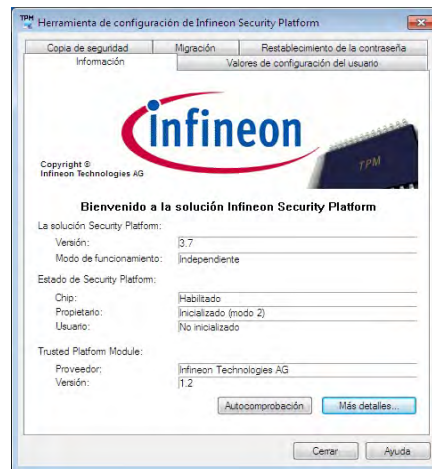 TPM Herramienta de configuración de Infineon Security Platform
Copia de seguridad Migración Restablecimiento de la contraseña
Información Valores de configuración del usuario
infineon
TPM
Copyright ©
Infineon Technologies AG
Bienvenido a la solución Infineon Security Platform
La solución Security Platform:
Versión: 3.7
Modo de funcionamiento: Independiente
Estado de Security Platform:
Chip: Habilitado
Propietario: Inicializado (modo 2)
Usuario: No inicializado
Trusted Platform Module:
Proveedor: Infineon Technologies AG
Versión: 1.2
Autocomprobación Más detalles...
Cerrar Ayuda